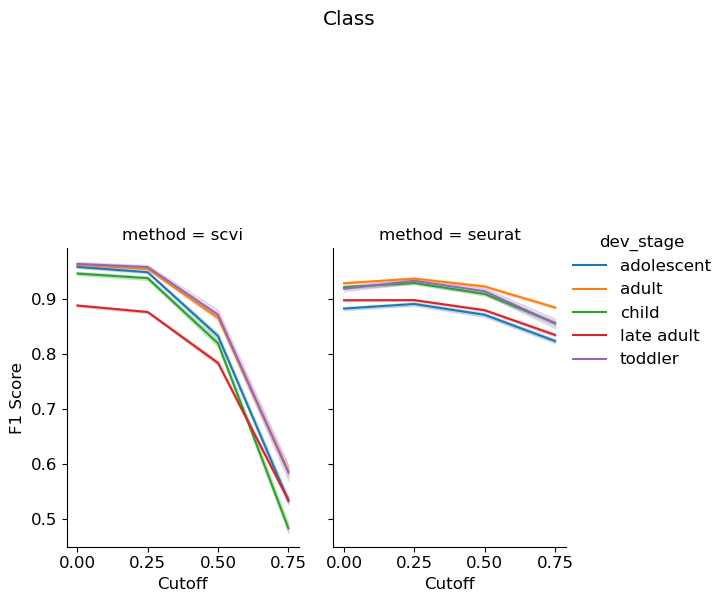 Class
method = scvi
method = seurat
dev_stage
adolescent
adult
child
late adult
toddler
F1 Score
0.9
0.8
0.7
0.6
0.5
0.00 0.25 0.50 0.75
0.00 0.25 0.50 0.75
Cutoff
Cutoff